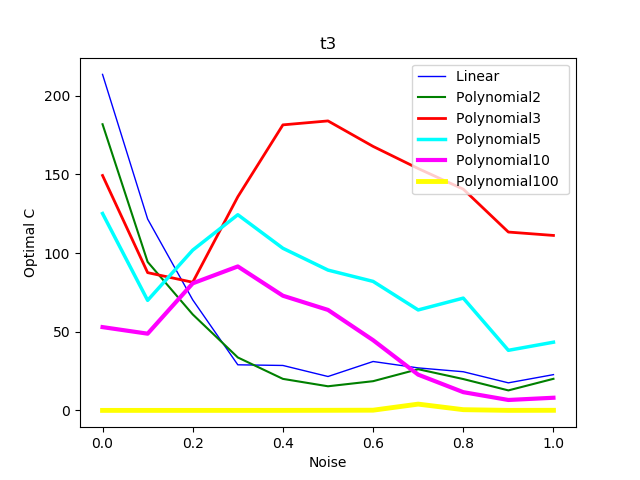 t3
Linear
Polynomial2
Polynomial3
Polynomial5
Polynomial10
Polynomial100
200
150
100
50
0
Optimal C
0.0 0.2 0.4 0.6 0.8 1.0
Noise